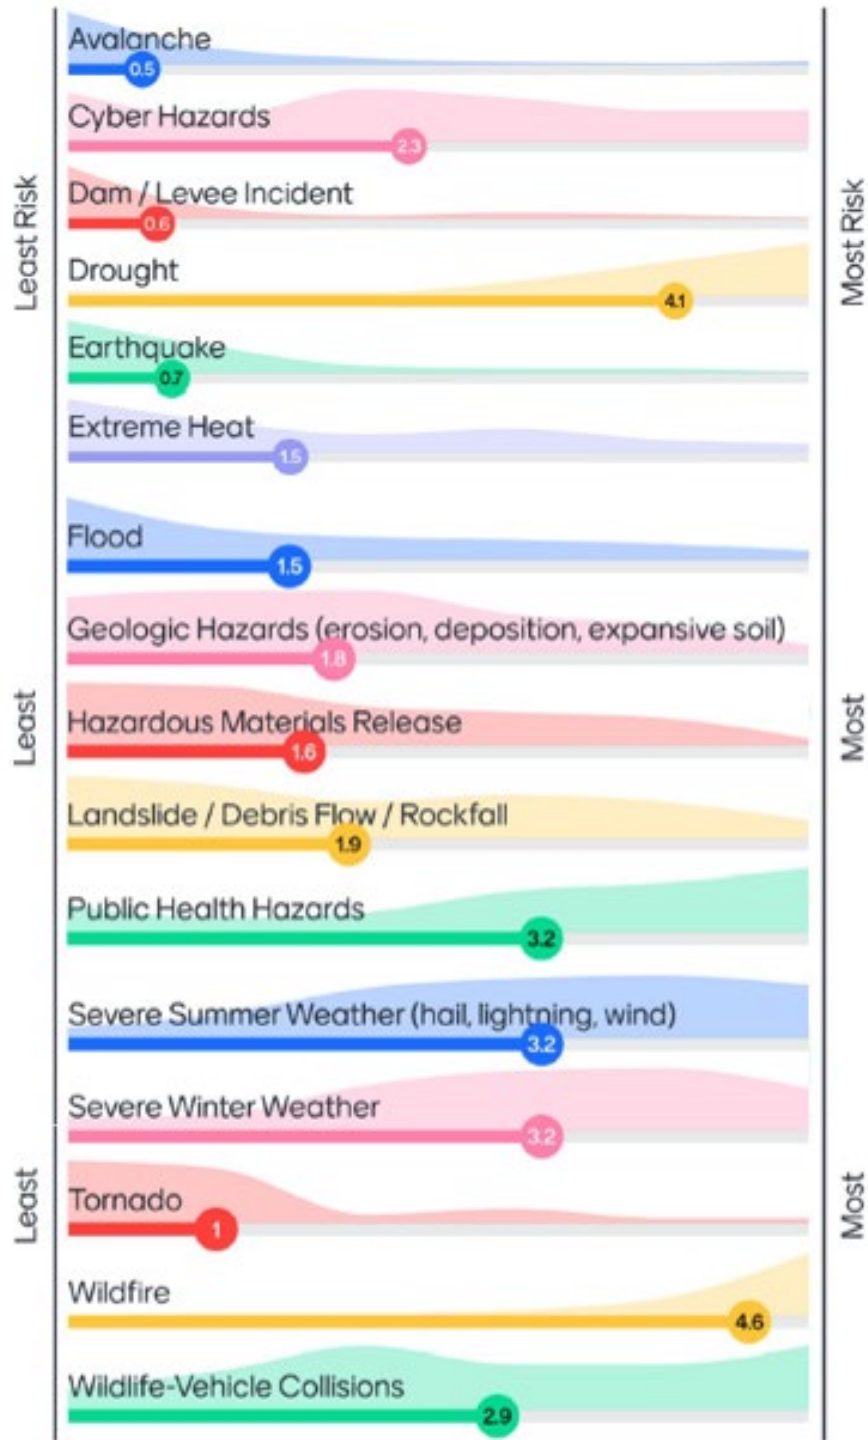 Avalanche
0.5
Cyber Hazards
2.3
Dam / Levee Incident
0.6
Drought
4.1
Earthquake
0.7
Extreme Heat
1.5
Flood
1.5
Geologic Hazards (erosion, deposition, expansive soil)
1.8
Hazardous Materials Release
1.6
Landslide / Debris Flow / Rockfall
1.9
Public Health Hazards
3.2
Severe Summer Weather (hail, lightning, wind)
3.2
Severe Winter Weather
3.2
Tornado
1
Wildfire
4.6
Wildlife-Vehicle Collisions
2.9
Least Risk
Least
Least
Most Risk
Most
Most